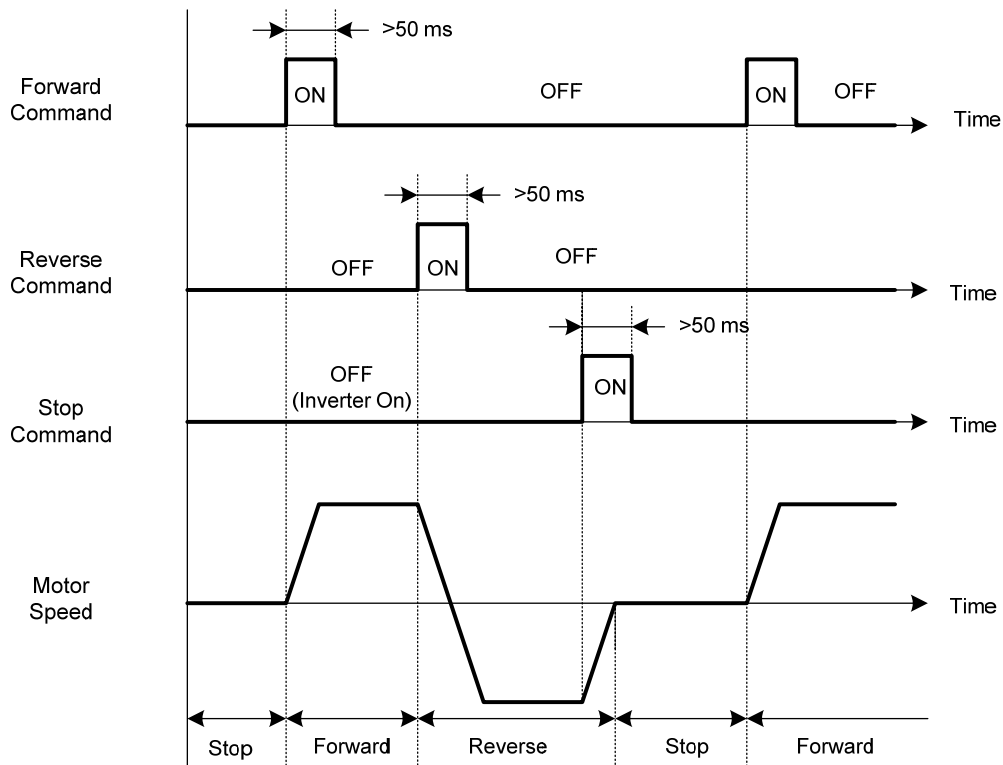 >50 ms
Forward
Command
ON
OFF
ON
OFF
Time
>50 ms
Reverse
Command
OFF
ON
OFF
Time
>50 ms
Stop
Command
OFF
(Inverter On)
ON
Time
Motor
Speed
Time
Stop
Forward
Reverse
Stop
Forward